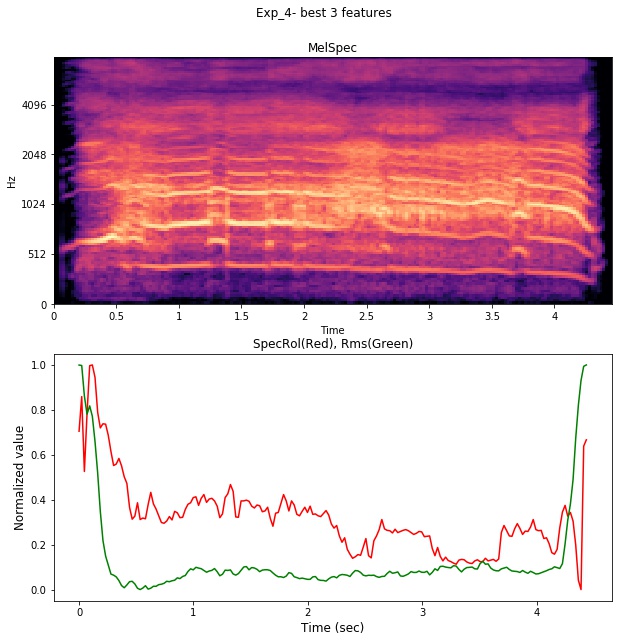 Exp_4- best 3 features
MelSpec
4096
2048
1024
512
0
Hz
0 0.5 1 1.5 2 2.5 3 3.5 4
Time
SpecRol(Red), Rms(Green)
1.0
0.8
0.6
0.4
0.2
0.0
Normalized value
0 1 2 3 4
Time (sec)